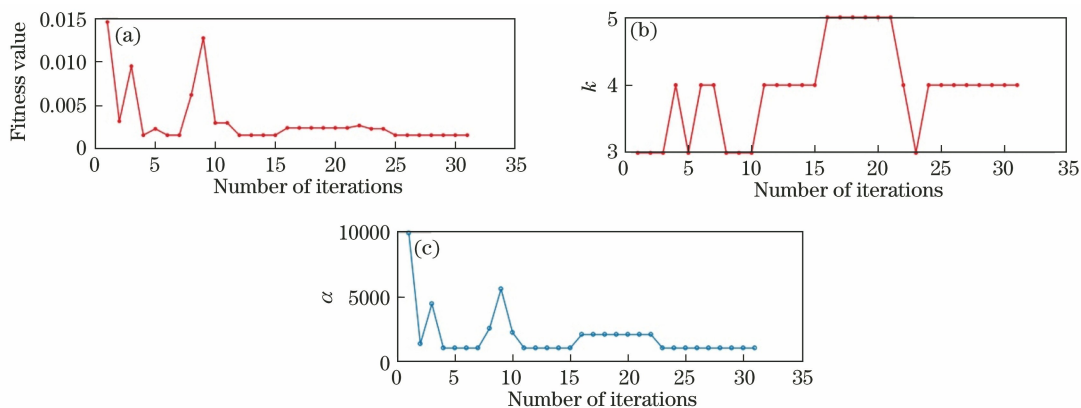 (a)
Fitness value
0.015
0.010
0.005
0
0 5 10 15 20 25 30 35
Number of iterations
(b)
k
5
4
3
0 5 10 15 20 25 30 35
Number of iterations
(c)
α
10000
5000
0
0 5 10 15 20 25 30 35
Number of iterations